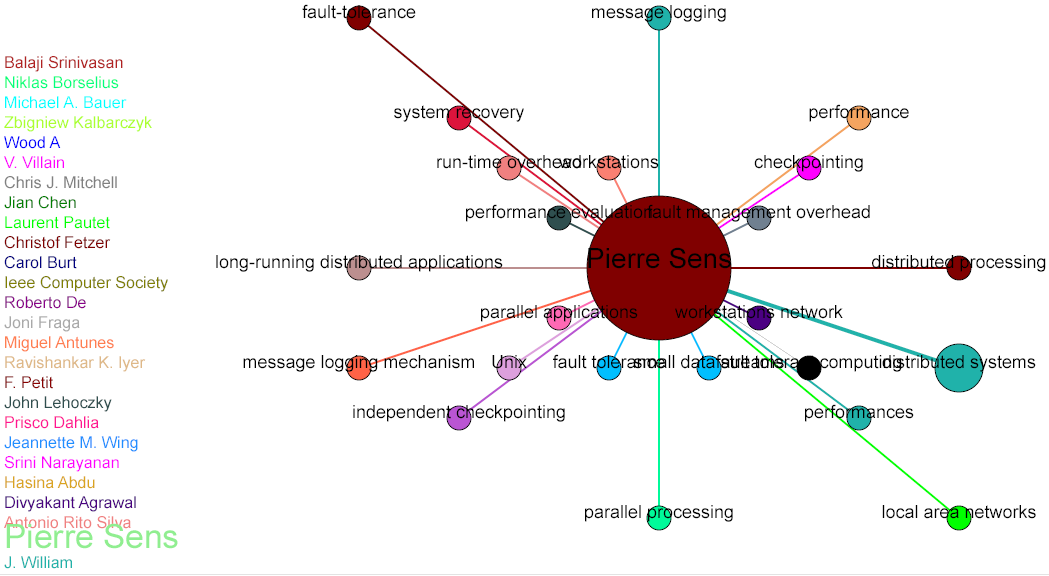 fault-tolerance
message logging
Balaji Srinivasan
Niklas Borselius
Michael A. Bauer
Zbigniew Kalbarczyk
Wood A
V. Villain
Chris J. Mitchell
Jian Chen
Laurent Pautet
Christof Fetzer
Carol Burt
Ieee Computer Society
Roberto De
Joni Fraga
Miguel Antunes
Ravishankar K. Iyer
F. Petit
John Lehoczky
Prisco Dahlia
Jeannette M. Wing
Srini Narayanan
Hasina Abdu
Divyakant Agrawal
Antonio Rito Silva
Pierre Sens
J. William
system recovery
performance
run-time overhead
workstations
checkpointing
performance evaluation
fault management overhead
Pierre Sens
long-running distributed applications
distributed processing
parallel applications
workstations network
message logging mechanism
Unix
fault tolerance
small data
fault tolerant computing
distributed systems
independent checkpointing
performances
parallel processing
local area networks